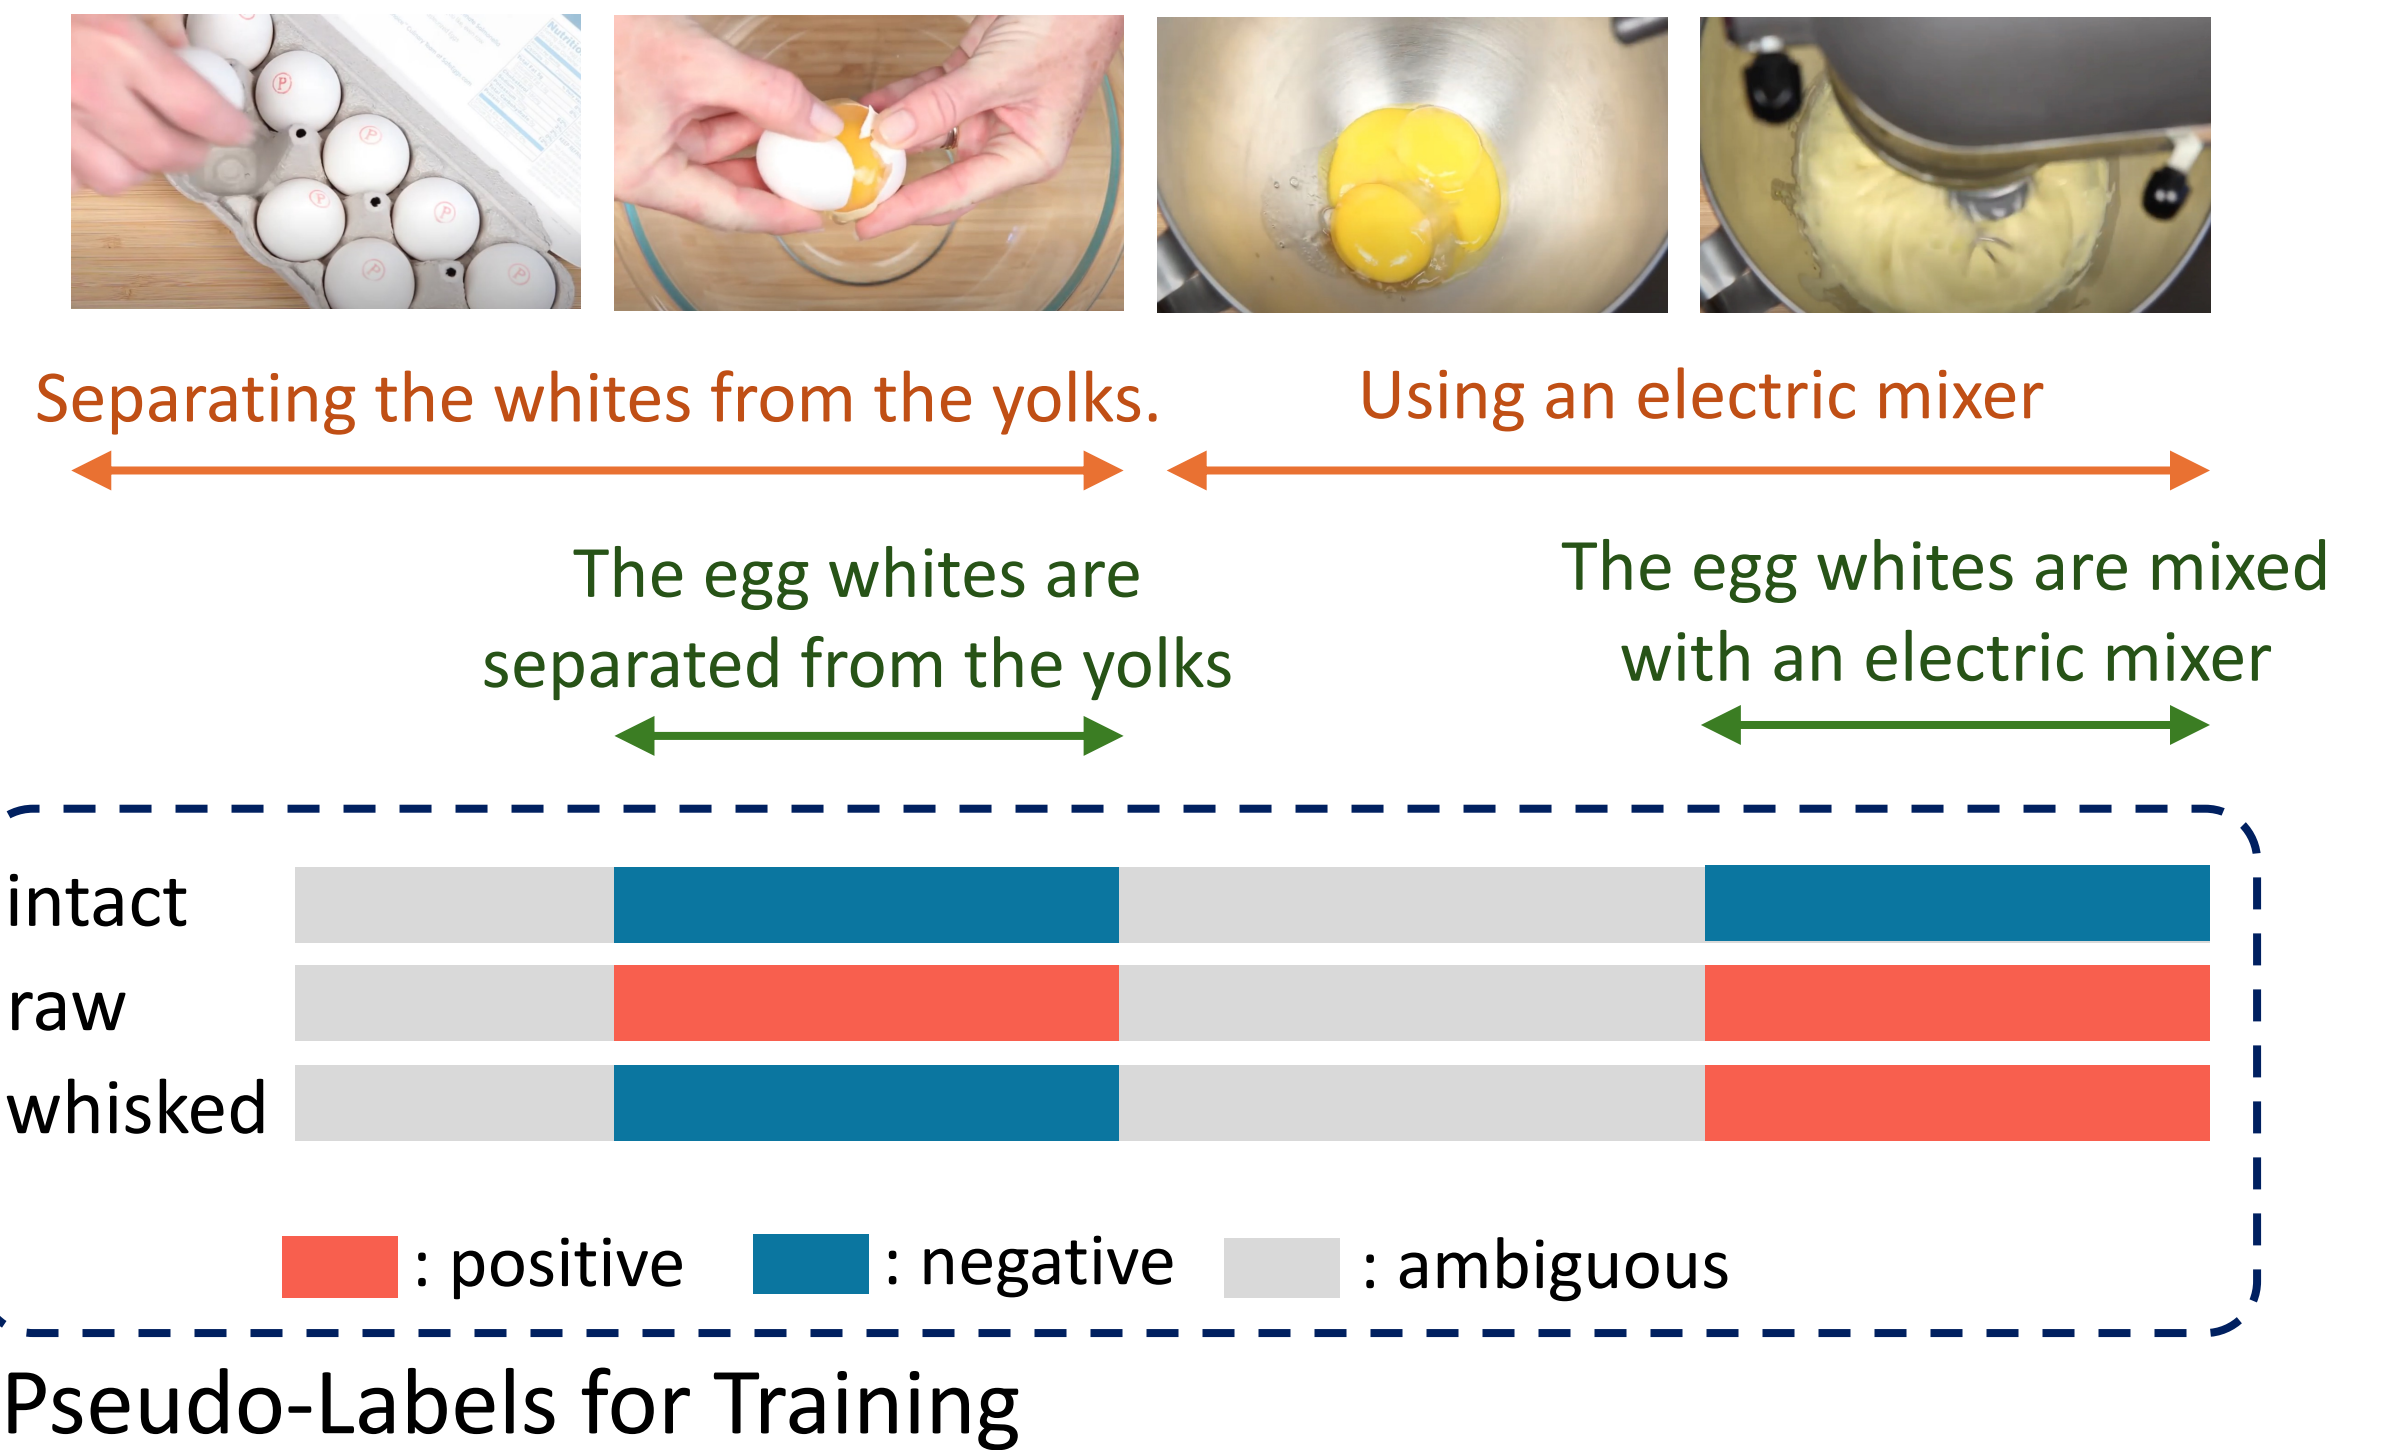 Nutrition
P
P
P
P
P
P
Separating the whites from the yolks.
Using an electric mixer
The egg whites are
separated from the yolks
The egg whites are mixed
with an electric mixer
intact
raw
whisked
: positive
: negative
: ambiguous
Pseudo-Labels for Training